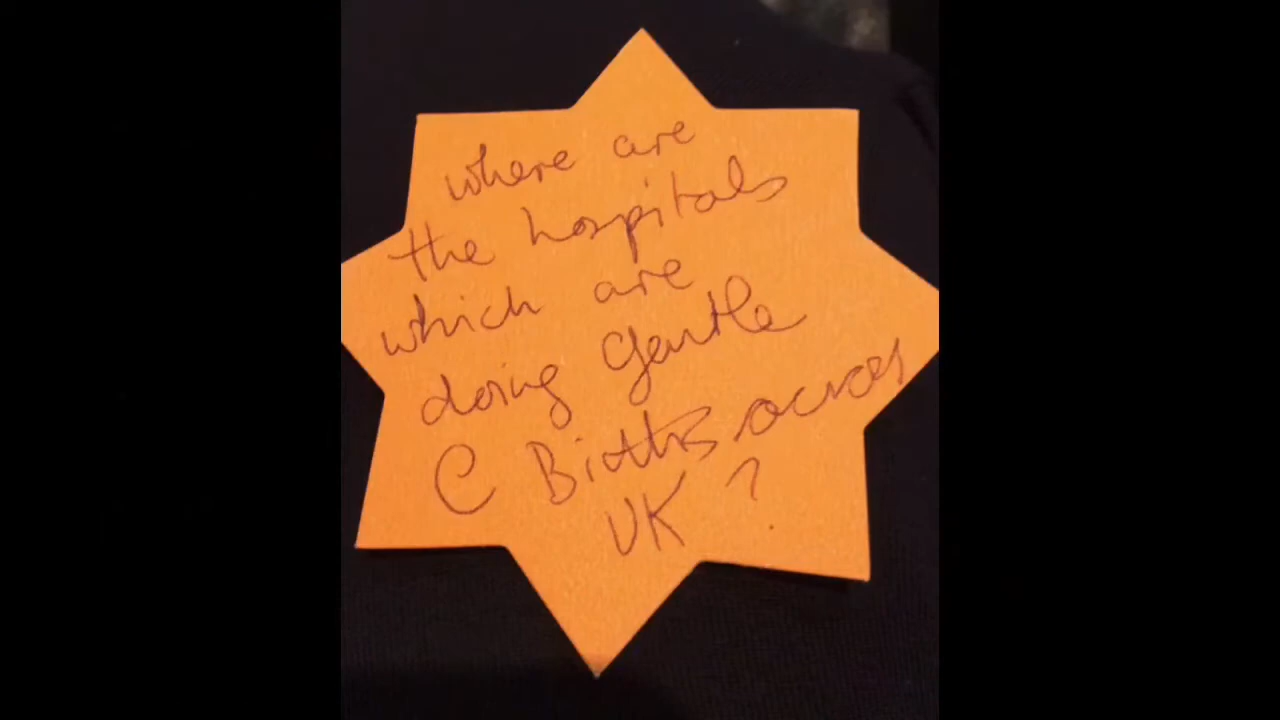 where are
the hospitals
which are
doing Gentle
C Births across
UK ?